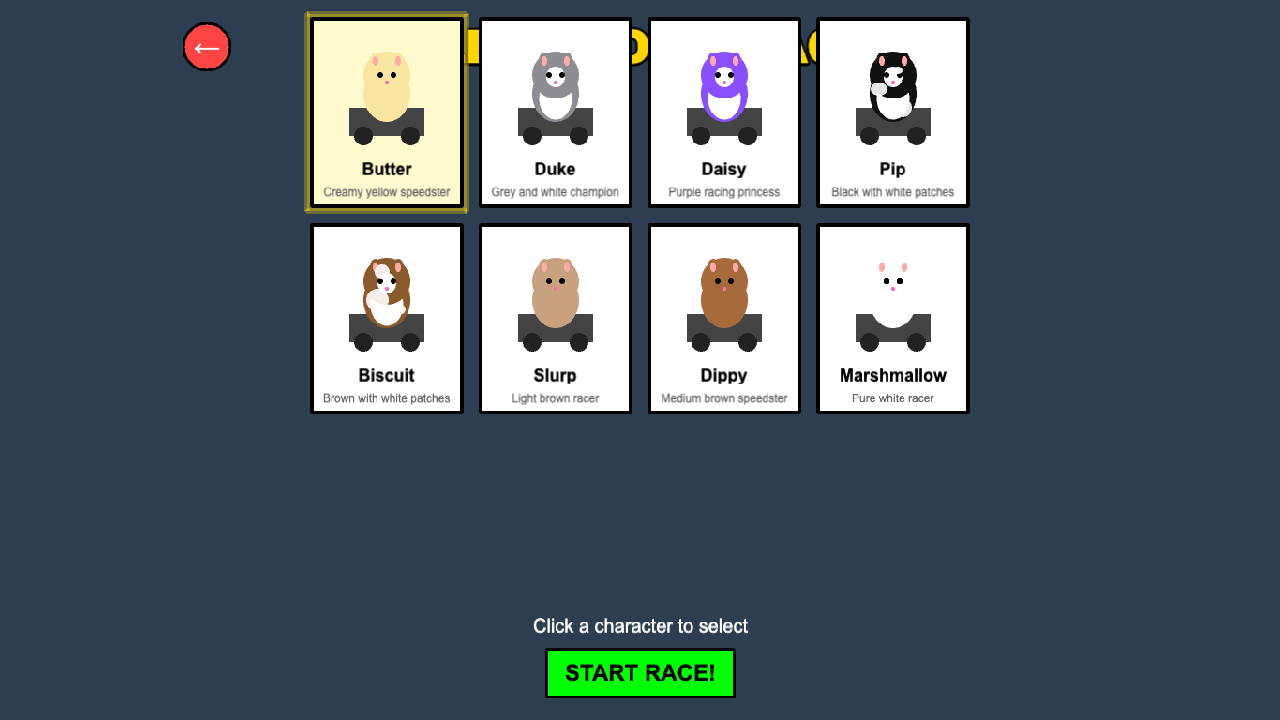 ←
Butter
Creamy yellow speedster
Duke
Grey and white champion
Daisy
Purple racing princess
Pip
Black with white patches
Biscuit
Brown with white patches
Slurp
Light brown racer
Dippy
Medium brown speedster
Marshmallow
Pure white racer
Click a character to select
START RACE!